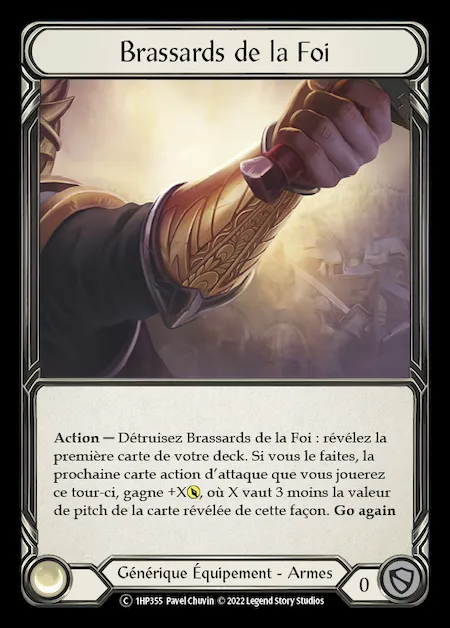 Brassards de la Foi
Action — Détruisez Brassards de la Foi : révélez la
première carte de votre deck. Si vous le faites, la
prochaine carte action d'attaque que vous jouerez
ce tour-ci, gagne +X, où X vaut 3 moins la valeur
de pitch de la carte révélée de cette façon. Go again
Générique Équipement - Armes
0
C 1HP355 Pavel Chuvin © 2022 Legend Story Studios